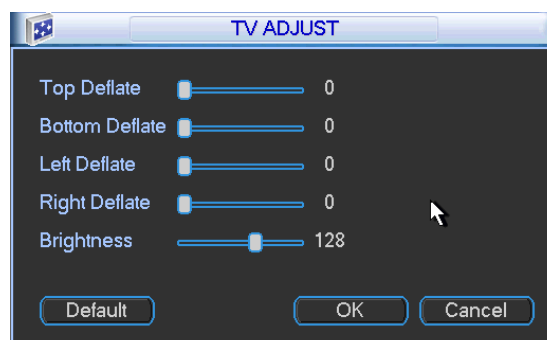 TV ADJUST
Top Deflate 0
Bottom Deflate 0
Left Deflate 0
Right Deflate 0
Brightness 128
Default OK Cancel